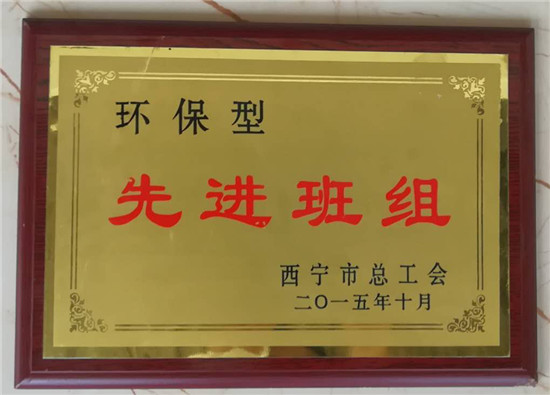 环保型
先进班组
西宁市总工会
二〇一五年十月